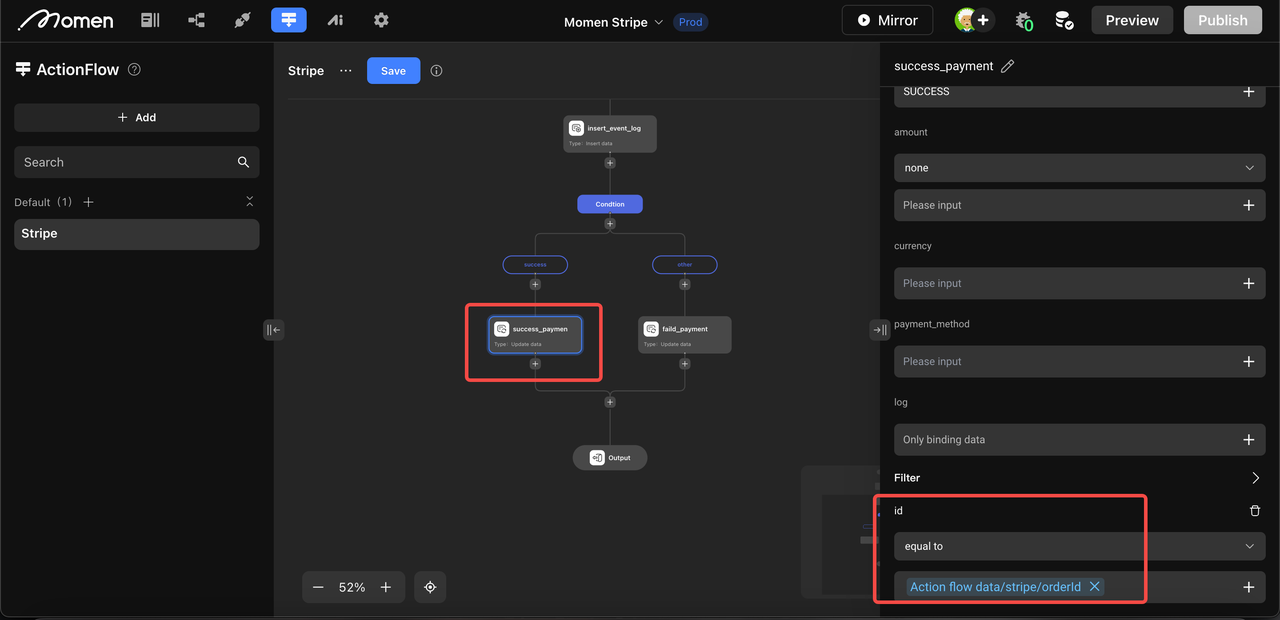 Momen
Ai
Momen Stripe
Prod
Mirror
0
Preview
Publish
ActionFlow
Add
Search
Default (1)
Stripe
Stripe
Save
insert_event_log
Type: Insert data
Condtion
success
other
success_paymen
Type: Update data
faild_payment
Type: Update data
Output
52%
success_payment
SUCCESS
amount
none
Please input
currency
Please input
payment_method
Please input
log
Only binding data
Filter
id
equal to
Action flow data/stripe/orderId